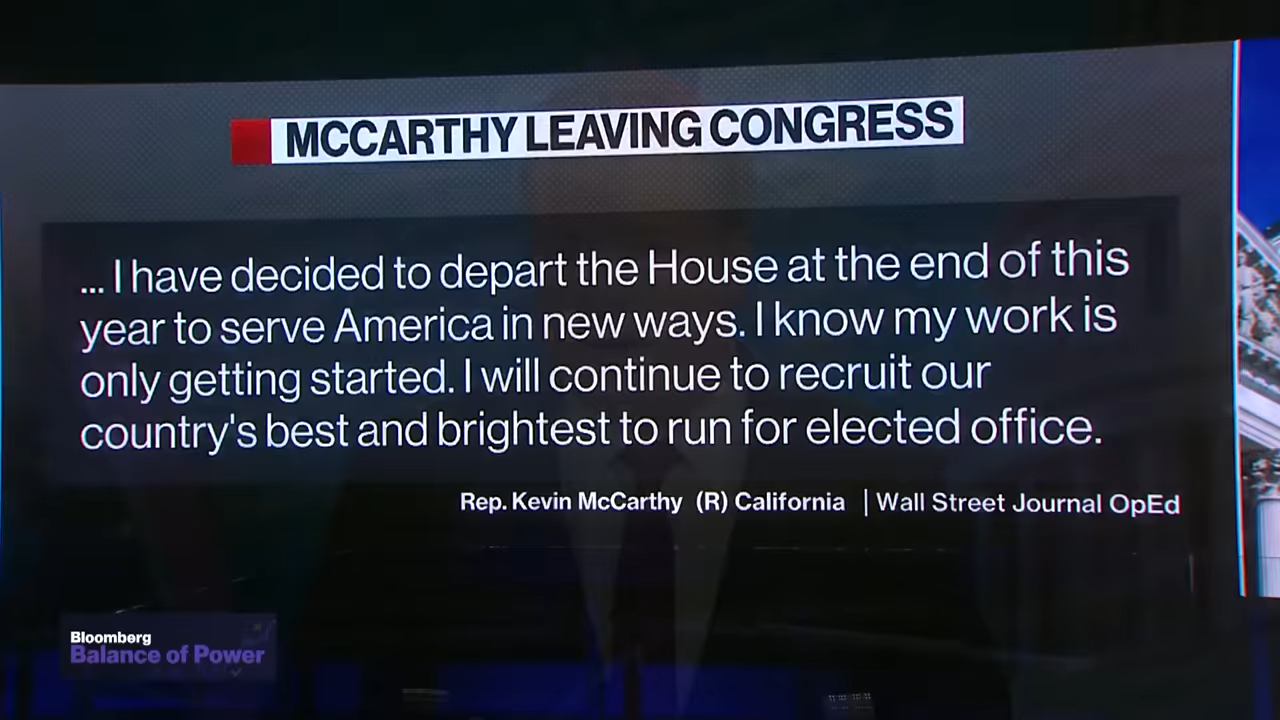 MCCARTHY LEAVING CONGRESS
... I have decided to depart the House at the end of this
year to serve America in new ways. I know my work is
only getting started. I will continue to recruit our
country's best and brightest to run for elected office.
Rep. Kevin McCarthy (R) California | Wall Street Journal OpEd
Bloomberg
Balance of Power